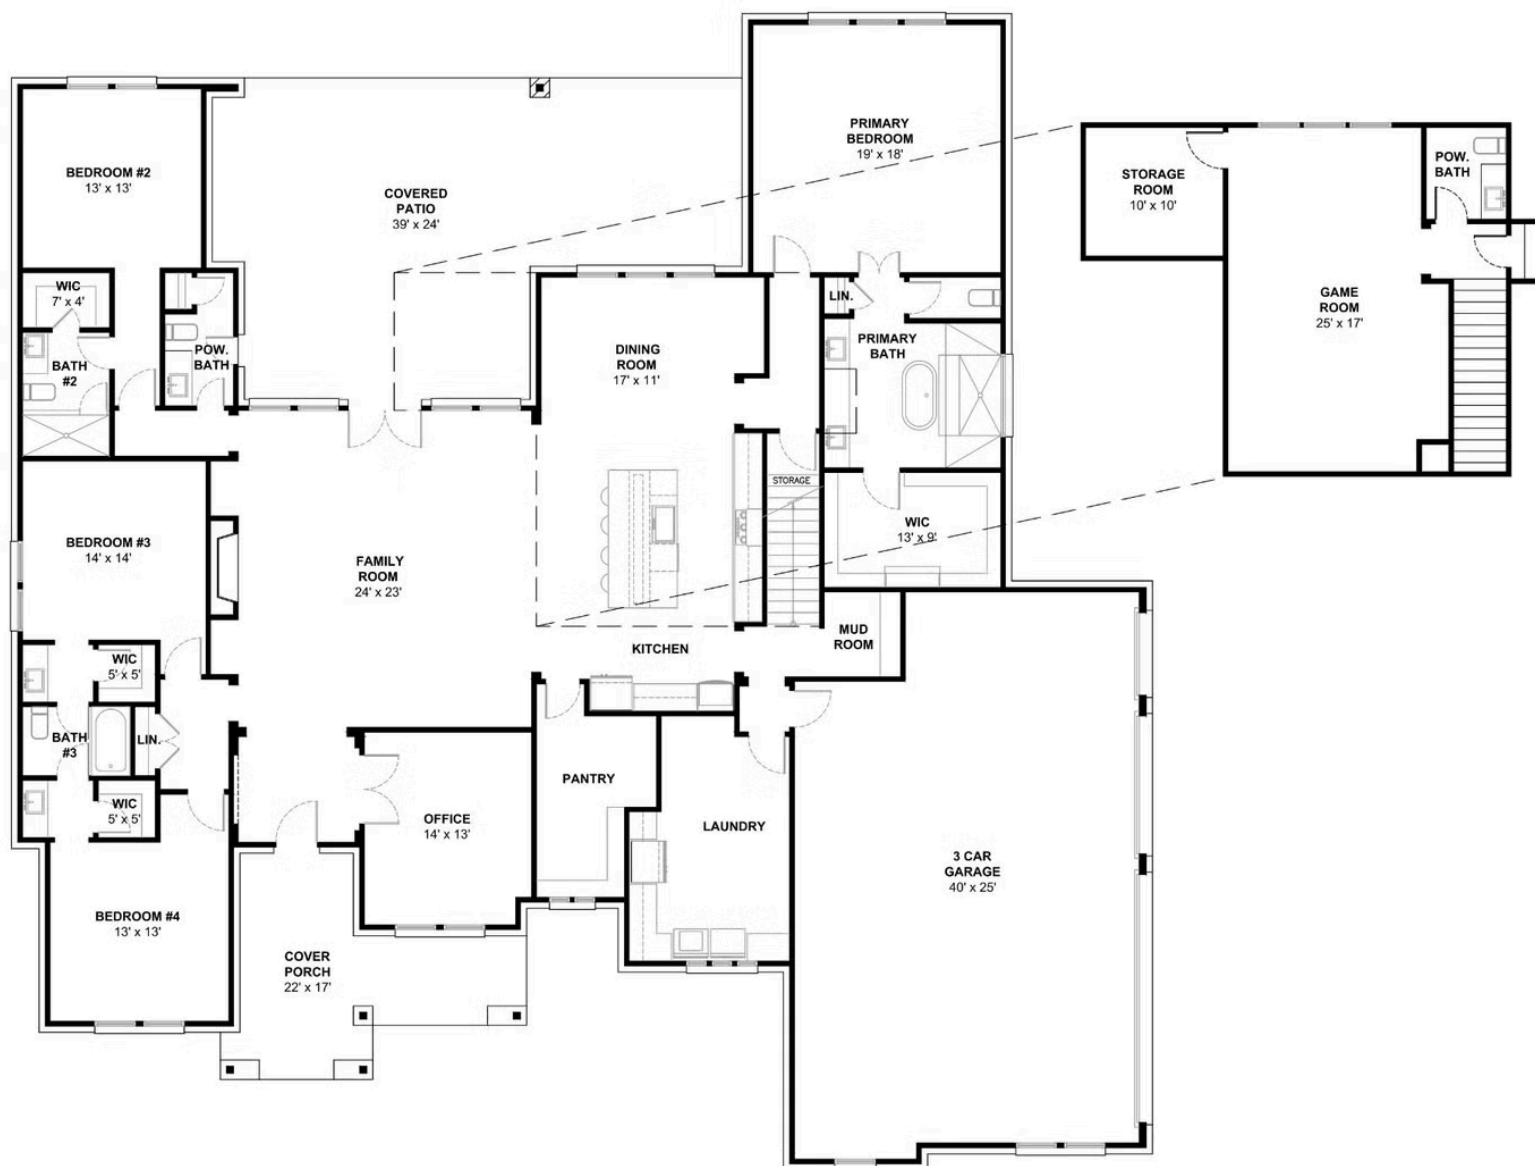 BEDROOM #2
13' x 13'
COVERED
PATIO
39' x 24'
PRIMARY
BEDROOM
19' x 18'
STORAGE
ROOM
10' x 10'
POW.
BATH
GAME
ROOM
25' x 17'
WIC
7' x 4'
BATH
#2
POW.
BATH
DINING
ROOM
17' x 11'
LIN.
PRIMARY
BATH
STORAGE
WIC
13' x 9'
BEDROOM #3
14' x 14'
FAMILY
ROOM
24' x 23'
KITCHEN
MUD
ROOM
WIC
5' x 5'
BATH
#3
LIN.
WIC
5' x 5'
PANTRY
OFFICE
14' x 13'
LAUNDRY
3 CAR
GARAGE
40' x 25'
BEDROOM #4
13' x 13'
COVER
PORCH
22' x 17'